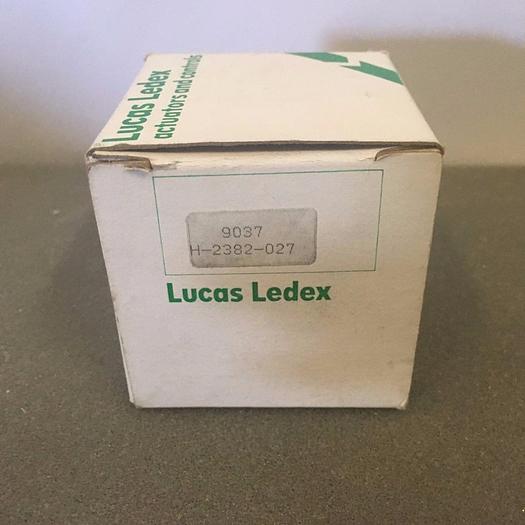 Lucas Ledex
actuators and controls
9037
H-2382-027
Lucas Ledex